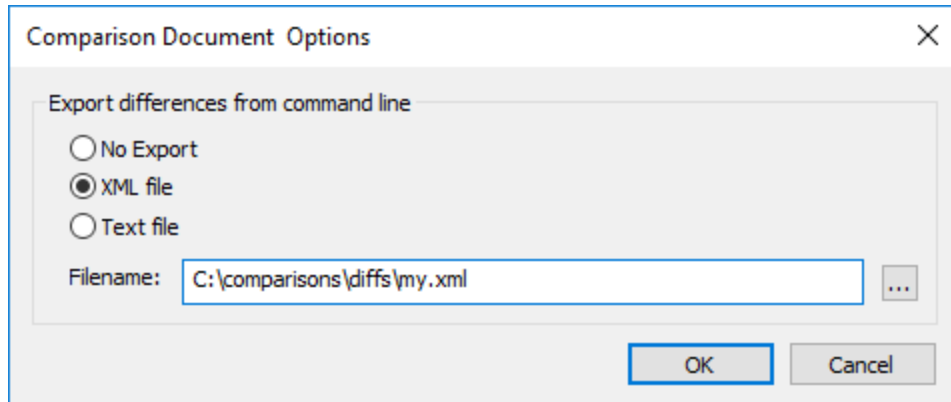 Comparison Document  Options
Export differences from command line
No Export
XML file
Text file
Filename: C:\comparisons\diffs\my.xml ...
OK Cancel